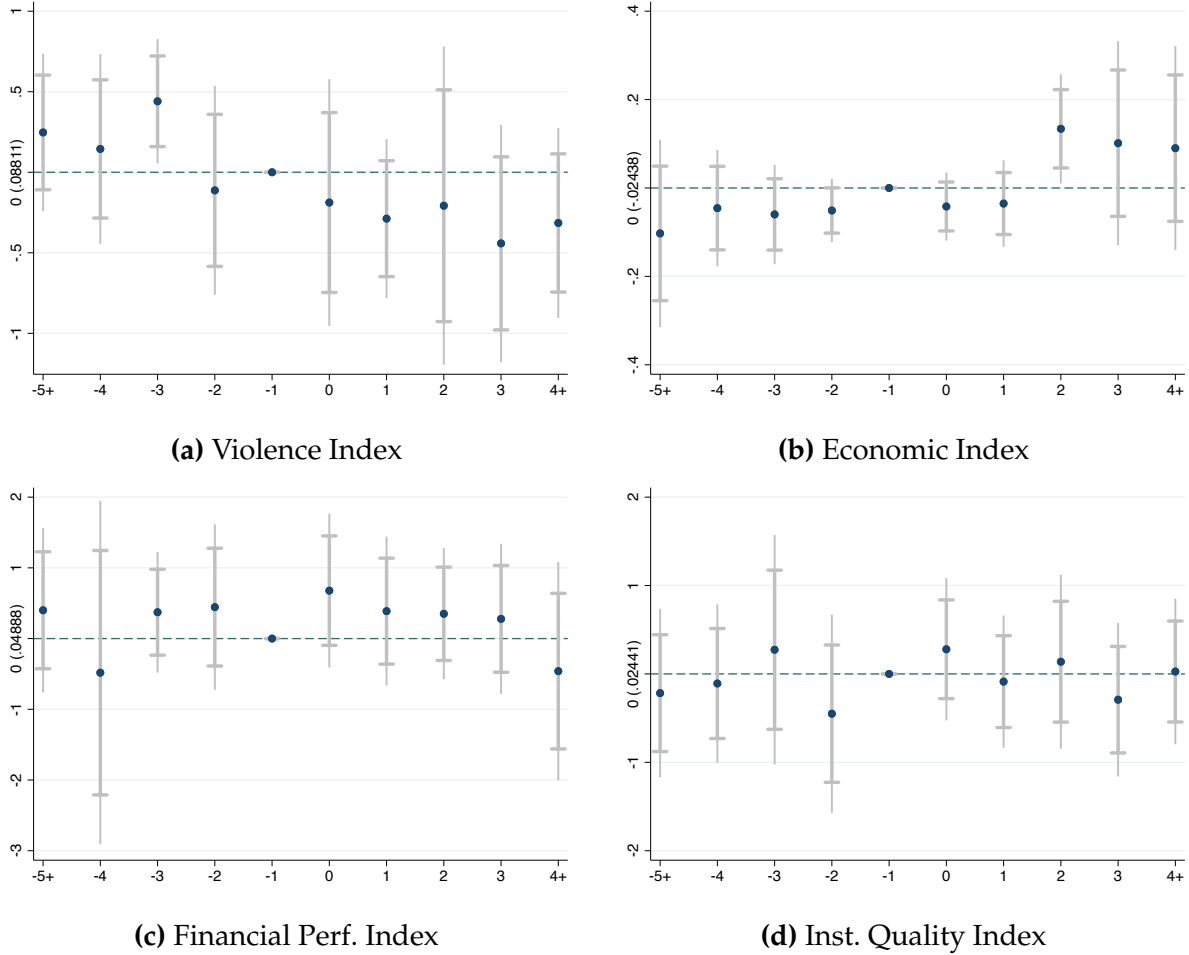 1
.5
0 (.08811)
-.5
-1
-5+ -4 -3 -2 -1 0 1 2 3 4+
(a) Violence Index
.4
.2
0 (-.02438)
-.2
-.4
-5+ -4 -3 -2 -1 0 1 2 3 4+
(b) Economic Index
2
1
0 (.04888)
-1
-2
-3
-5+ -4 -3 -2 -1 0 1 2 3 4+
(c) Financial Perf. Index
2
1
0 (.02441)
-1
-2
-5+ -4 -3 -2 -1 0 1 2 3 4+
(d) Inst. Quality Index